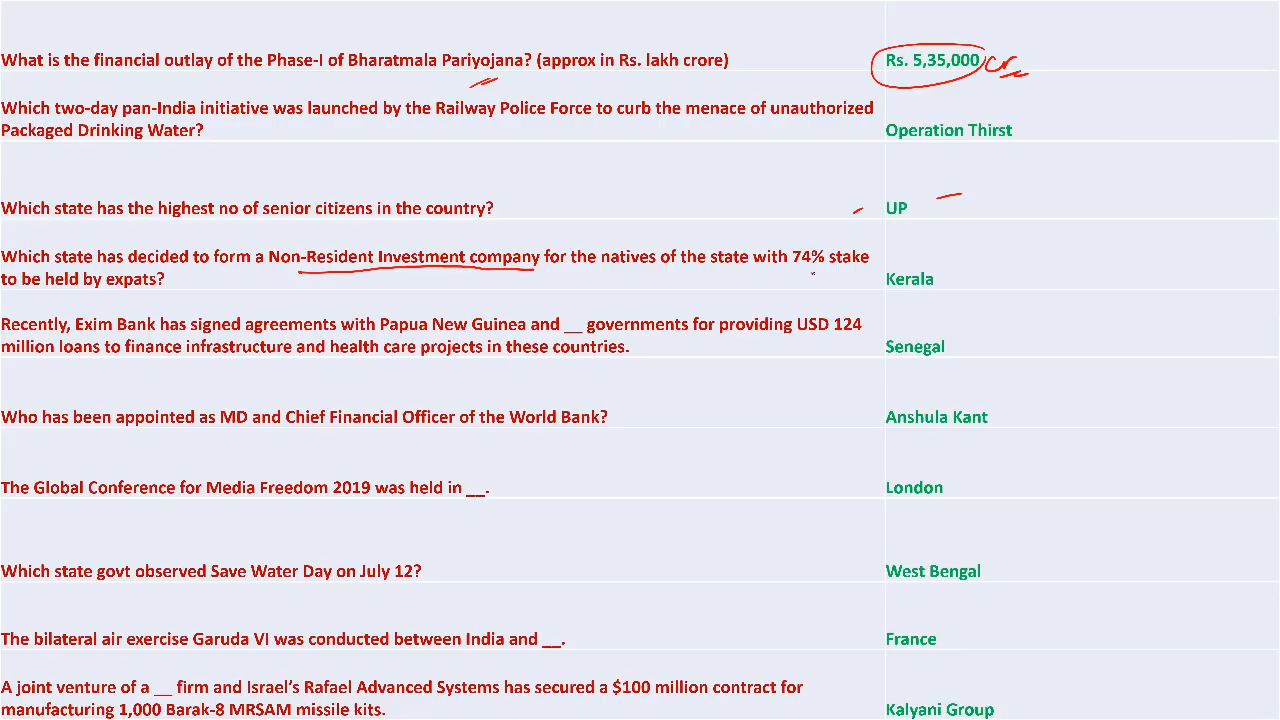 What is the financial outlay of the Phase-I of Bharatmala Pariyojana? (approx in Rs. lakh crore)
Rs. 5,35,000 cr
Which two-day pan-India initiative was launched by the Railway Police Force to curb the menace of unauthorized
Packaged Drinking Water?
Operation Thirst
Which state has the highest no of senior citizens in the country?
UP
Which state has decided to form a Non-Resident Investment company for the natives of the state with 74% stake
to be held by expats?
Kerala
Recently, Exim Bank has signed agreements with Papua New Guinea and __ governments for providing USD 124
million loans to finance infrastructure and health care projects in these countries.
Senegal
Who has been appointed as MD and Chief Financial Officer of the World Bank?
Anshula Kant
The Global Conference for Media Freedom 2019 was held in __.
London
Which state govt observed Save Water Day on July 12?
West Bengal
The bilateral air exercise Garuda VI was conducted between India and __.
France
A joint venture of a __ firm and Israel's Rafael Advanced Systems has secured a $100 million contract for
manufacturing 1,000 Barak-8 MRSAM missile kits.
Kalyani Group